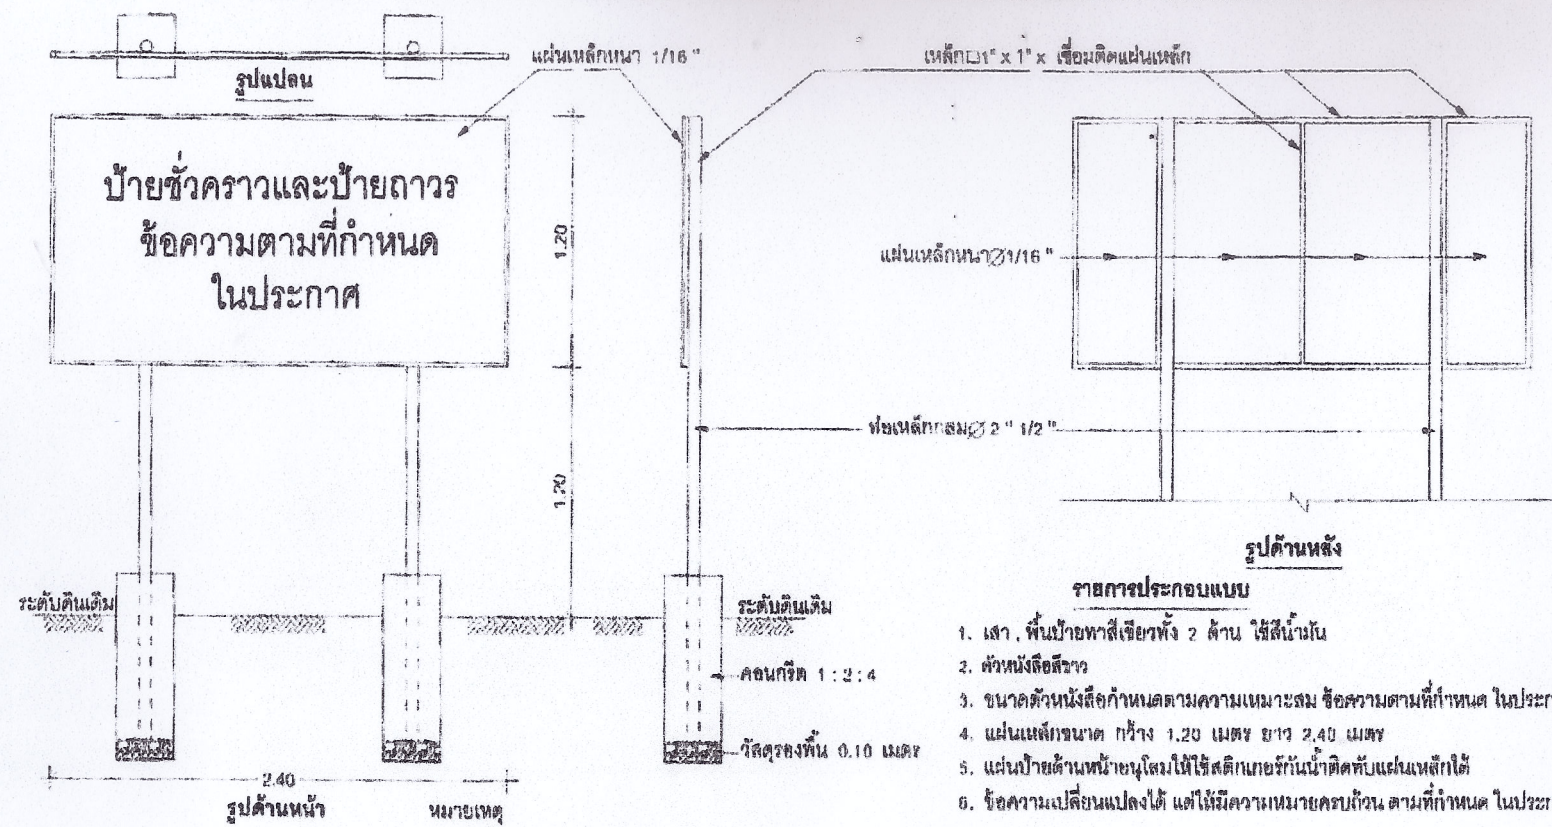 รูปแปลน
แผ่นเหล็กหนา 1/16 "
เหล็ก□1" x 1" x เชื่อมติดแผ่นเหล็ก
ป้ายชั่วคราวและป้ายถาวร
ข้อความตามที่กำหนด
ในประกาศ
1.20
แผ่นเหล็กหนา∅1/16 "
ท่อเหล็กกลม∅ 2 " 1/2 "
1.20
รูปด้านหลัง
ระดับดินเดิม
ระดับดินเดิม
คอนกรีต 1 : 2 : 4
วัสดุรองพื้น 0.10 เมตร
2.40
รูปด้านหน้า
หมายเหตุ
รายการประกอบแบบ
1. เสา , พื้นป้ายทาสีเขียวทั้ง 2 ด้าน ใช้สีน้ำมัน
2. ตัวหนังสือสีขาว
3. ขนาดตัวหนังสือกำหนดตามความเหมาะสม ข้อความตามที่กำหนด ในประก
4. แผ่นเหล็กขนาด กว้าง 1.20 เมตร ยาว 2.40 เมตร
5. แผ่นป้ายด้านหน้าอนุโลมให้ใช้สติกเกอร์กันน้ำติดทับแผ่นเหล็กได้
6. ข้อความเปลี่ยนแปลงได้ แต่ให้มีความหมายครบถ้วน ตามที่กำหนด ในประก